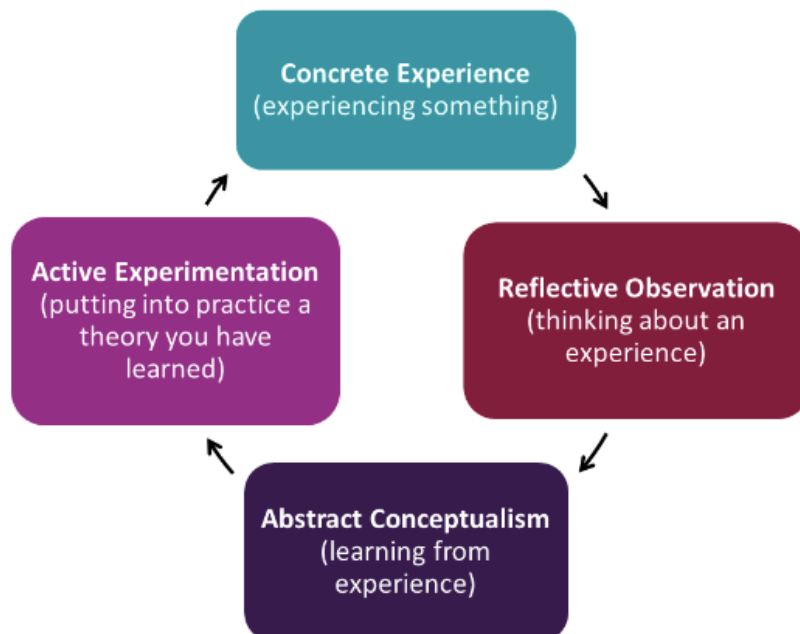 Concrete Experience
(experiencing something)
Reflective Observation
(thinking about an
experience)
Abstract Conceptualism
(learning from
experience)
Active Experimentation
(putting into practice a
theory you have
learned)